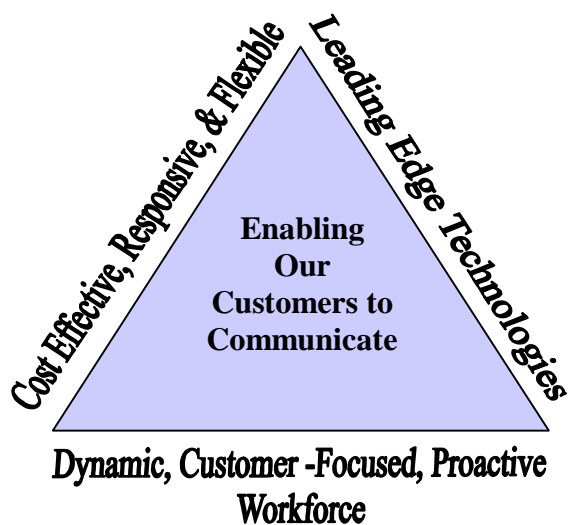 Cost Effective, Responsive, & Flexible
Leading Edge Technologies
Enabling
Our
Customers to
Communicate
Dynamic, Customer -Focused, Proactive
Workforce